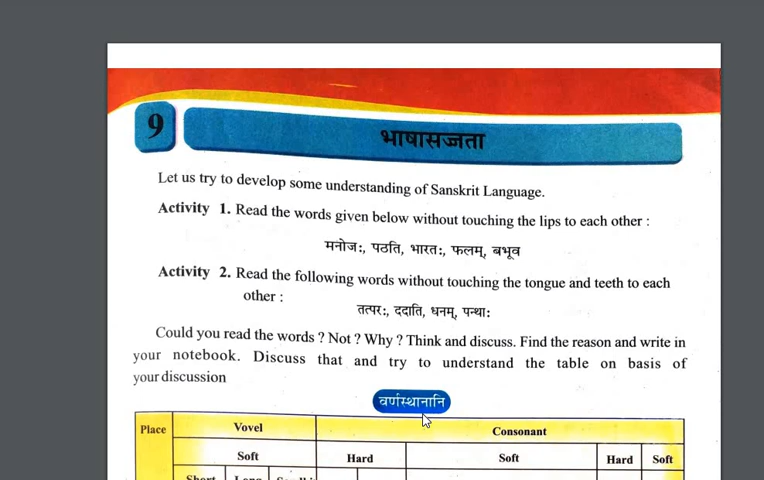 9
भाषासज्जता
Let us try to develop some understanding of Sanskrit Language.
Activity 1. Read the words given below without touching the lips to each other :
मनोजः, पठति, भारतः, फलम्, बभूव
Activity 2. Read the following words without touching the tongue and teeth to each
other :
तत्परः, ददाति, धनम्, पन्थाः
Could you read the words ? Not ? Why ? Think and discuss. Find the reason and write in
your notebook. Discuss that and try to understand the table on basis of
your discussion
वर्णस्थानानि
Place Vovel Consonant
Soft Hard Soft Hard Soft
Short Long